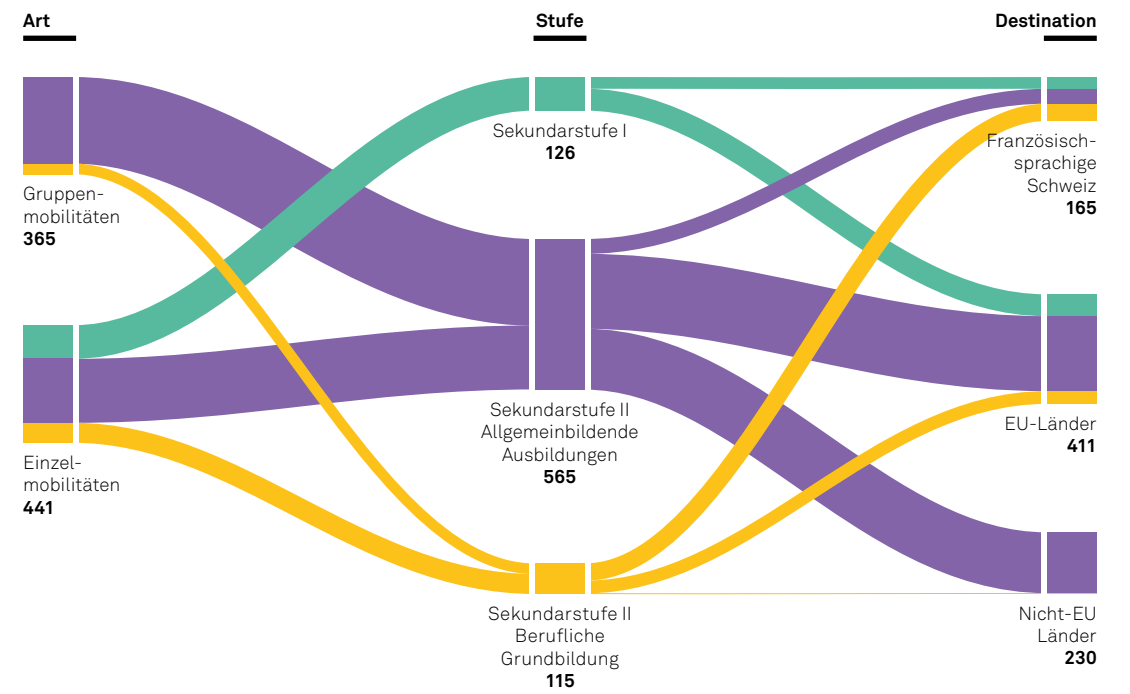 Art
Stufe
Destination
Gruppen-
mobilitäten
365
Einzel-
mobilitäten
441
Sekundarstufe I
126
Sekundarstufe II
Allgemeinbildende
Ausbildungen
565
Sekundarstufe II
Berufliche
Grundbildung
115
Französisch-
sprachige
Schweiz
165
EU-Länder
411
Nicht-EU
Länder
230